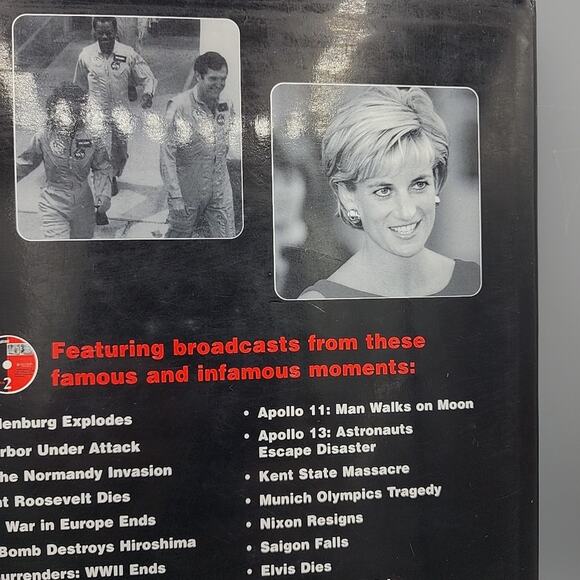 2
Featuring broadcasts from these
famous and infamous moments:
lenburg Explodes
rbor Under Attack
he Normandy Invasion
t Roosevelt Dies
War in Europe Ends
Bomb Destroys Hiroshima
urrenders: WWII Ends
• Apollo 11: Man Walks on Moon
• Apollo 13: Astronauts
Escape Disaster
• Kent State Massacre
• Munich Olympics Tragedy
• Nixon Resigns
• Saigon Falls
• Elvis Dies